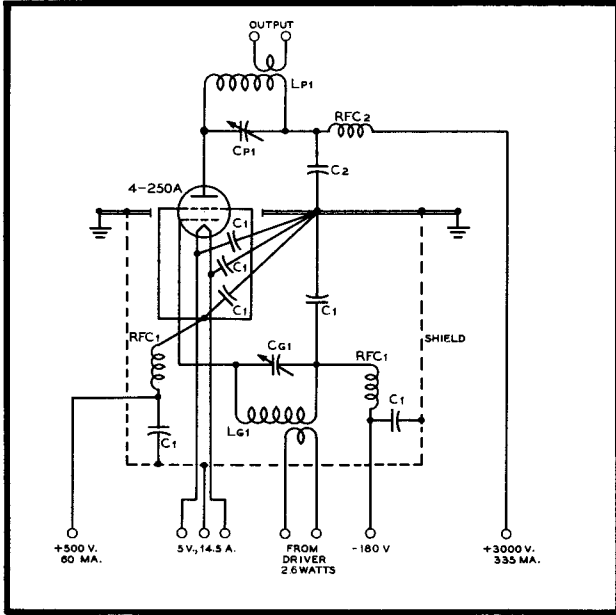 OUTPUT
LP1
RFC2
CP1
C2
4-250A
C1
C1
C1
C1
RFC1
CG1
RFC1
SHIELD
C1
C1
LG1
+500 V.
60 MA.
5V., 14.5 A.
FROM
DRIVER
2.6 WATTS
-180 V
+3000 V.
335 MA.